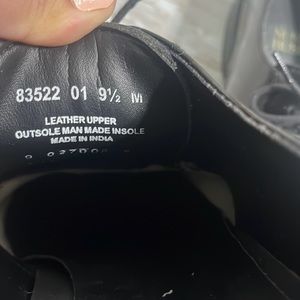 83522 01 9½ M
LEATHER UPPER
OUTSOLE MAN MADE INSOLE
MADE IN INDIA